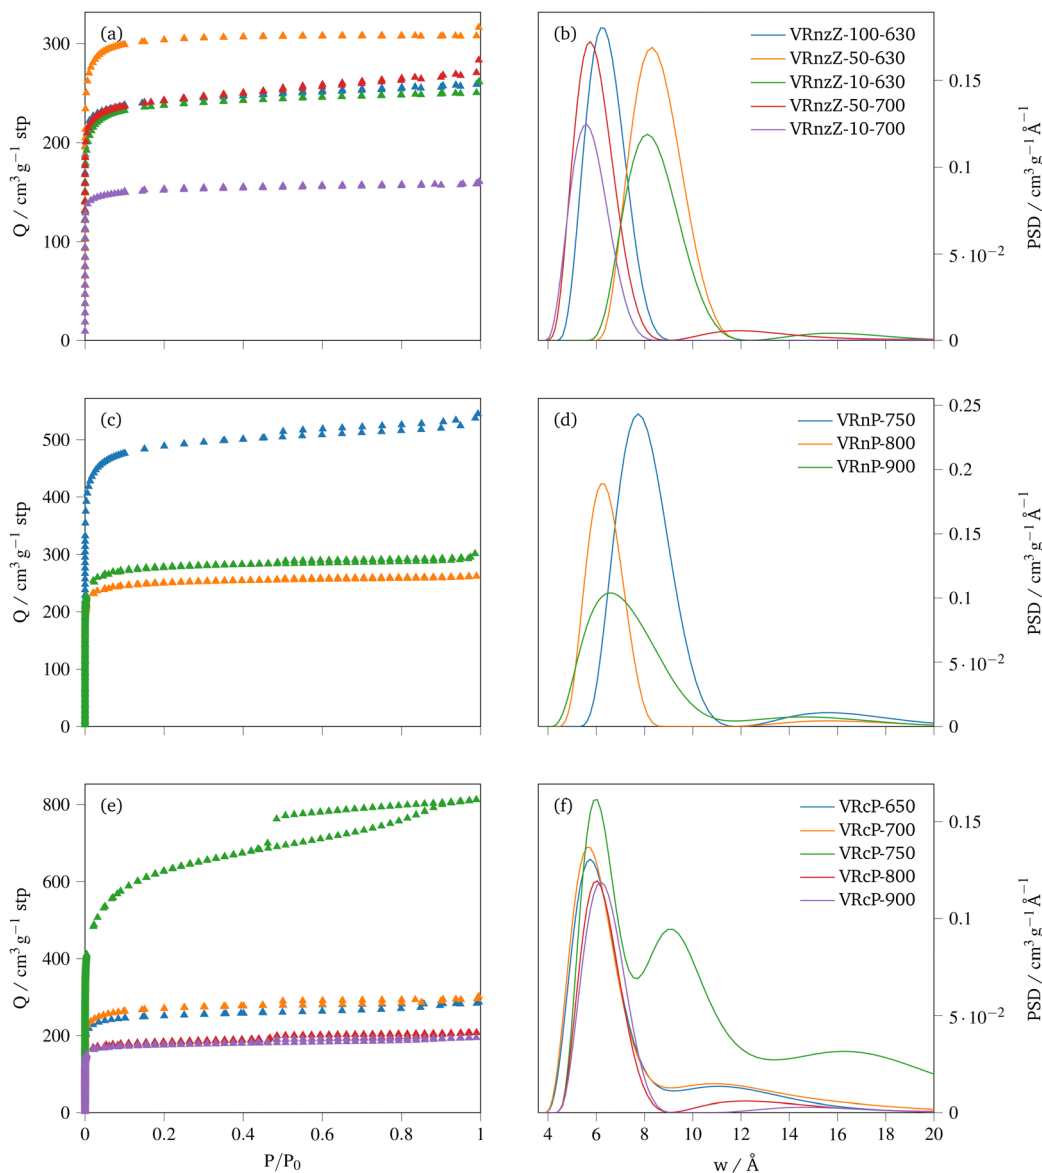 (a)
300
200
100
0
Q / cm³ g⁻¹ stp
(b)
VRnzZ-100-630
VRnzZ-50-630
VRnzZ-10-630
VRnzZ-50-700
VRnzZ-10-700
0.15
0.1
5·10⁻²
0
PSD / cm³ g⁻¹ Å⁻¹
(c)
500
400
300
200
100
0
Q / cm³ g⁻¹ stp
(d)
VRnP-750
VRnP-800
VRnP-900
0.25
0.2
0.15
0.1
5·10⁻²
0
PSD / cm³ g⁻¹ Å⁻¹
(e)
800
600
400
200
0
Q / cm³ g⁻¹ stp
0 0.2 0.4 0.6 0.8 1
P/P₀
(f)
VRcP-650
VRcP-700
VRcP-750
VRcP-800
VRcP-900
0.15
0.1
5·10⁻²
0
PSD / cm³ g⁻¹ Å⁻¹
4 6 8 10 12 14 16 18 20
w / Å